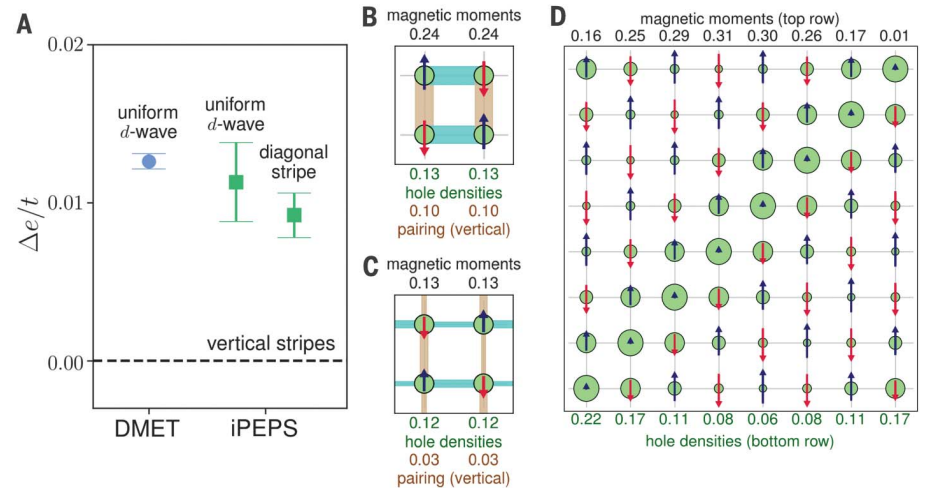 A
0.02
0.01
0.00
Δe/t
uniform
d-wave
uniform
d-wave
diagonal
stripe
vertical stripes
DMET
iPEPS
B
magnetic moments
0.24 0.24
0.13 0.13
hole densities
0.10 0.10
pairing (vertical)
C
magnetic moments
0.13 0.13
0.12 0.12
hole densities
0.03 0.03
pairing (vertical)
D
magnetic moments (top row)
0.16 0.25 0.29 0.31 0.30 0.26 0.17 0.01
0.22 0.17 0.11 0.08 0.06 0.08 0.11 0.17
hole densities (bottom row)